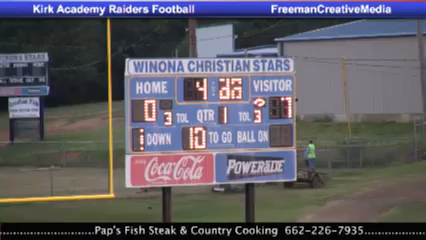 Kirk Academy Raiders Football FreemanCreativeMedia
WINONA CHRISTIAN STARS
HOME VISITOR
0 QTR 1
3 TOL TOL 3
DOWN 10 TO GO BALL ON
Coca-Cola POWERADE
.....Pap's Fish Steak & Country Cooking 662-226-7935.....